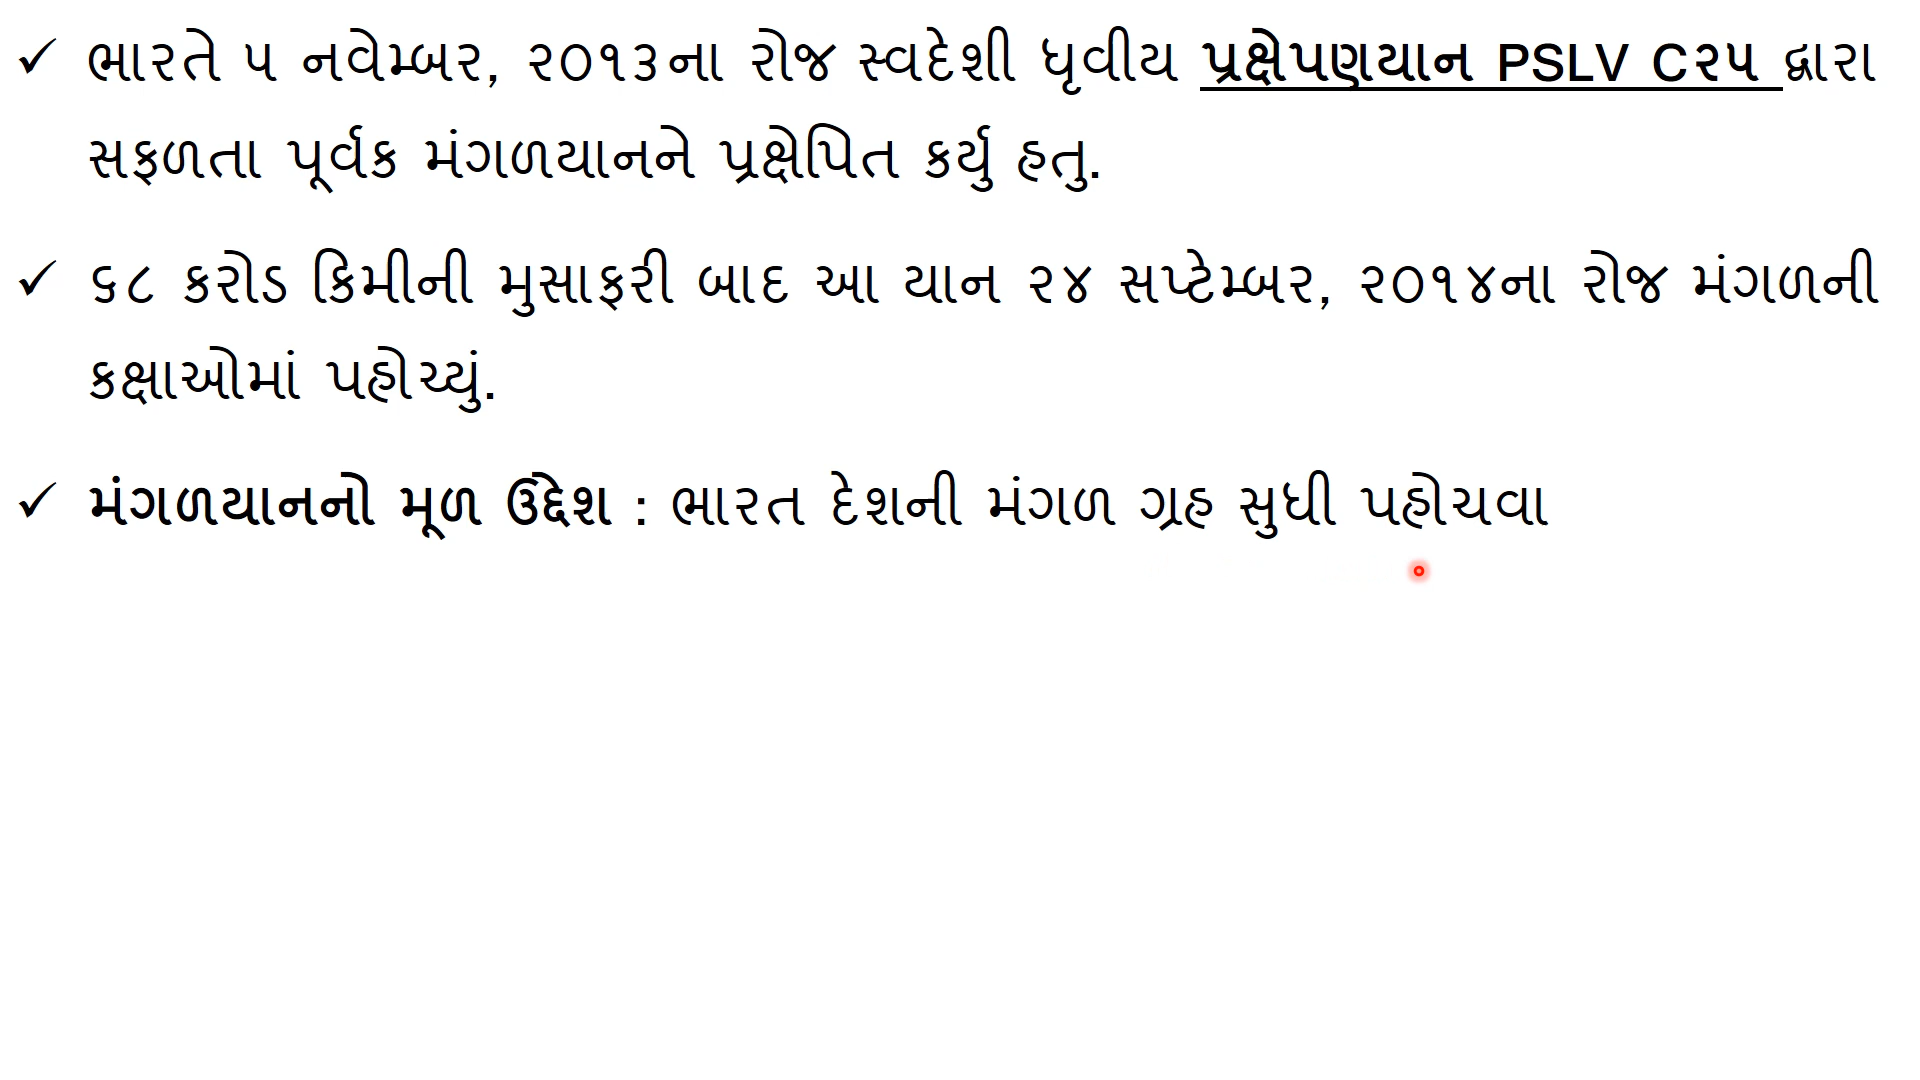 ✓ ભારતે ૫ નવેમ્બર, ૨૦૧૩ના રોજ સ્વદેશી ધૃવીય પ્રક્ષેપણયાન PSLV C૨૫ દ્વારા
સફળતા પૂર્વક મંગળયાનને પ્રક્ષેપિત કર્યુ હતુ.
✓ ૬૮ કરોડ કિમીની મુસાફરી બાદ આ યાન ૨૪ સપ્ટેમ્બર, ૨૦૧૪ના રોજ મંગળની
કક્ષાઓમાં પહોચ્યું.
✓ મંગળયાનનો મૂળ ઉદ્દેશ : ભારત દેશની મંગળ ગ્રહ સુધી પહોચવા